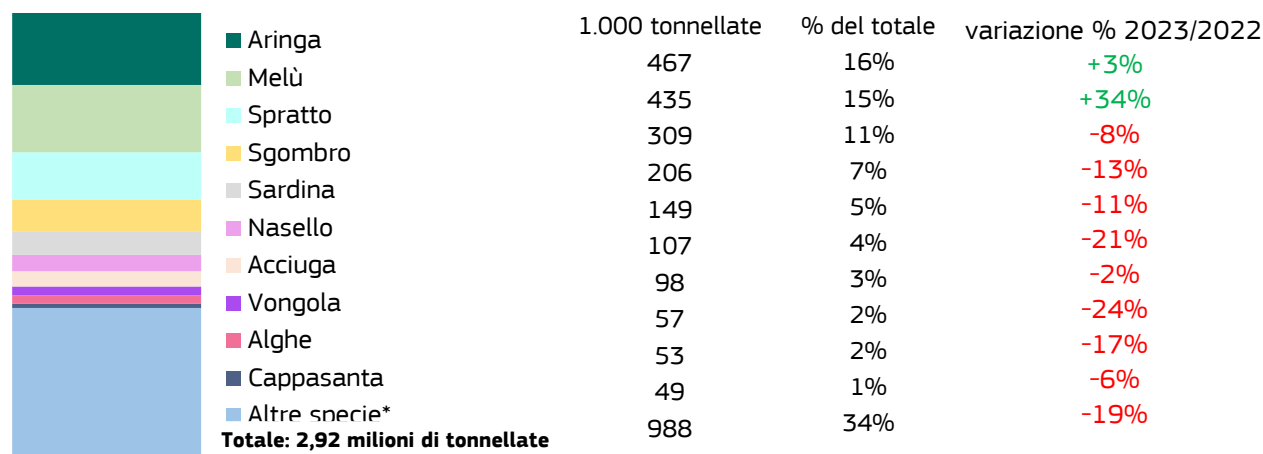 1.000 tonnellate % del totale variazione % 2023/2022
Aringa 467 16% +3%
Melù 435 15% +34%
Spratto 309 11% -8%
Sgombro 206 7% -13%
Sardina 149 5% -11%
Nasello 107 4% -21%
Acciuga 98 3% -2%
Vongola 57 2% -24%
Alghe 53 2% -17%
Cappasanta 49 1% -6%
Altre specie* 988 34% -19%
Totale: 2,92 milioni di tonnellate